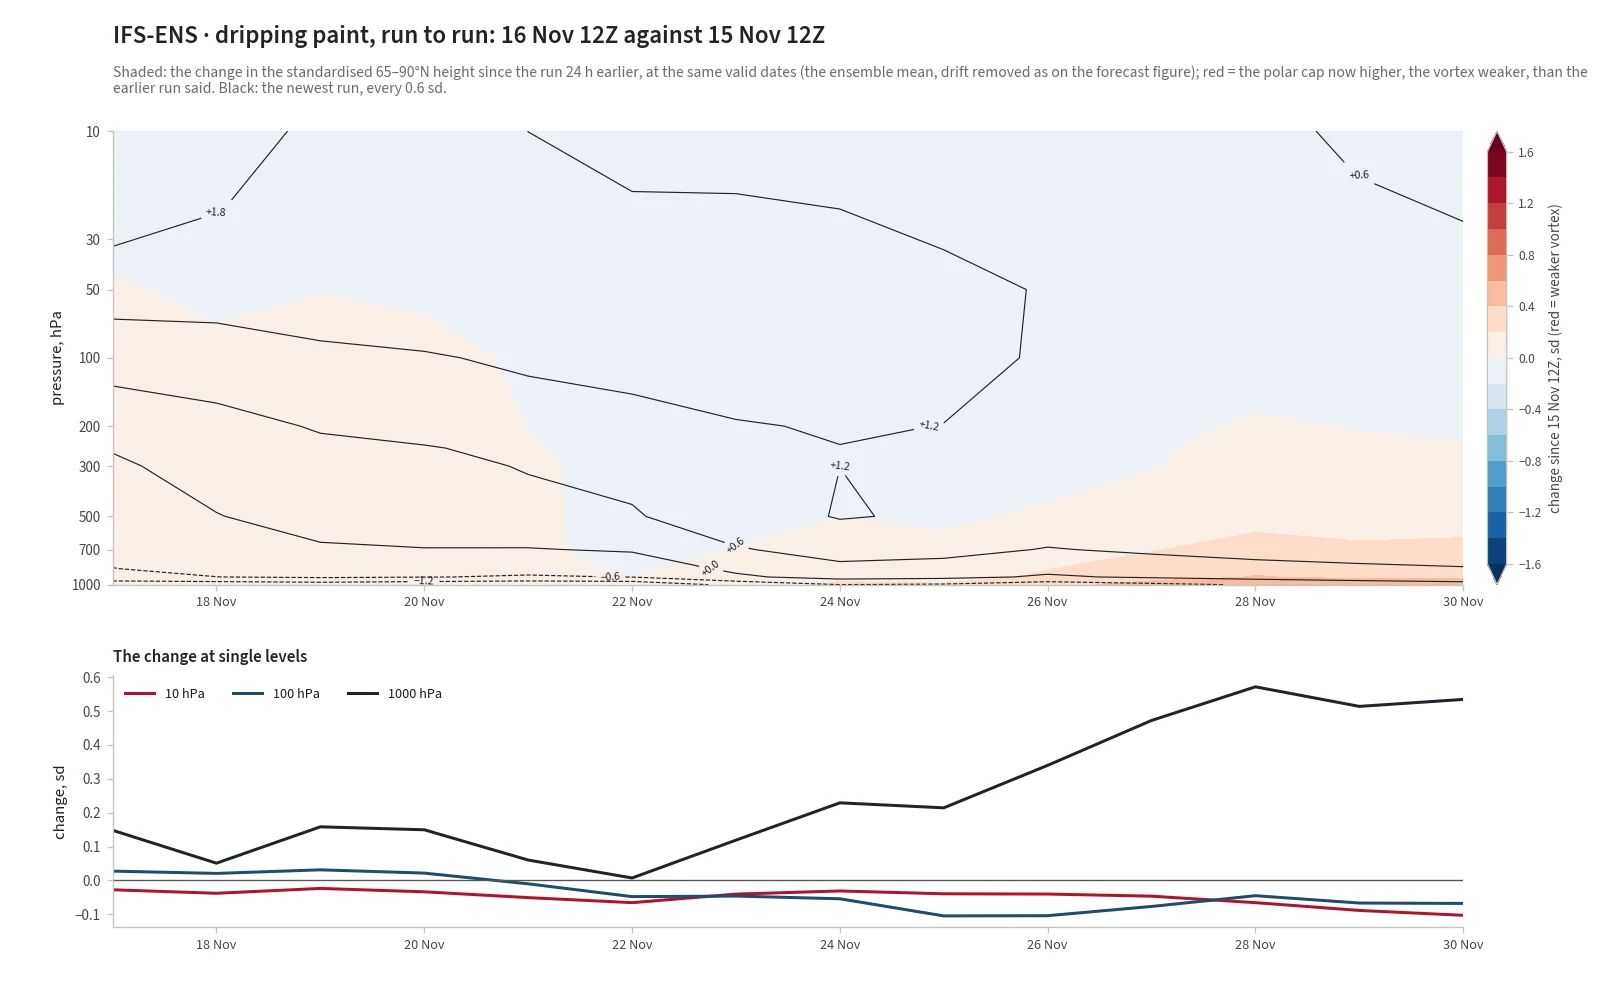 IFS-ENS · dripping paint, run to run: 16 Nov 12Z against 15 Nov 12Z
Shaded: the change in the standardised 65–90°N height since the run 24 h earlier, at the same valid dates (the ensemble mean, drift removed as on the forecast figure); red = the polar cap now higher, the vortex weaker, than the
earlier run said. Black: the newest run, every 0.6 sd.
pressure, hPa
10
30
50
100
200
300
500
700
1000
+1.8
+0.6
+1.2
+1.2
+0.6
+0.0
−0.6
−1.2
18 Nov
20 Nov
22 Nov
24 Nov
26 Nov
28 Nov
30 Nov
1.6
1.2
0.8
0.4
0.0
−0.4
−0.8
−1.2
−1.6
change since 15 Nov 12Z, sd (red = weaker vortex)
The change at single levels
10 hPa
100 hPa
1000 hPa
change, sd
0.6
0.5
0.4
0.3
0.2
0.1
0.0
−0.1
18 Nov
20 Nov
22 Nov
24 Nov
26 Nov
28 Nov
30 Nov